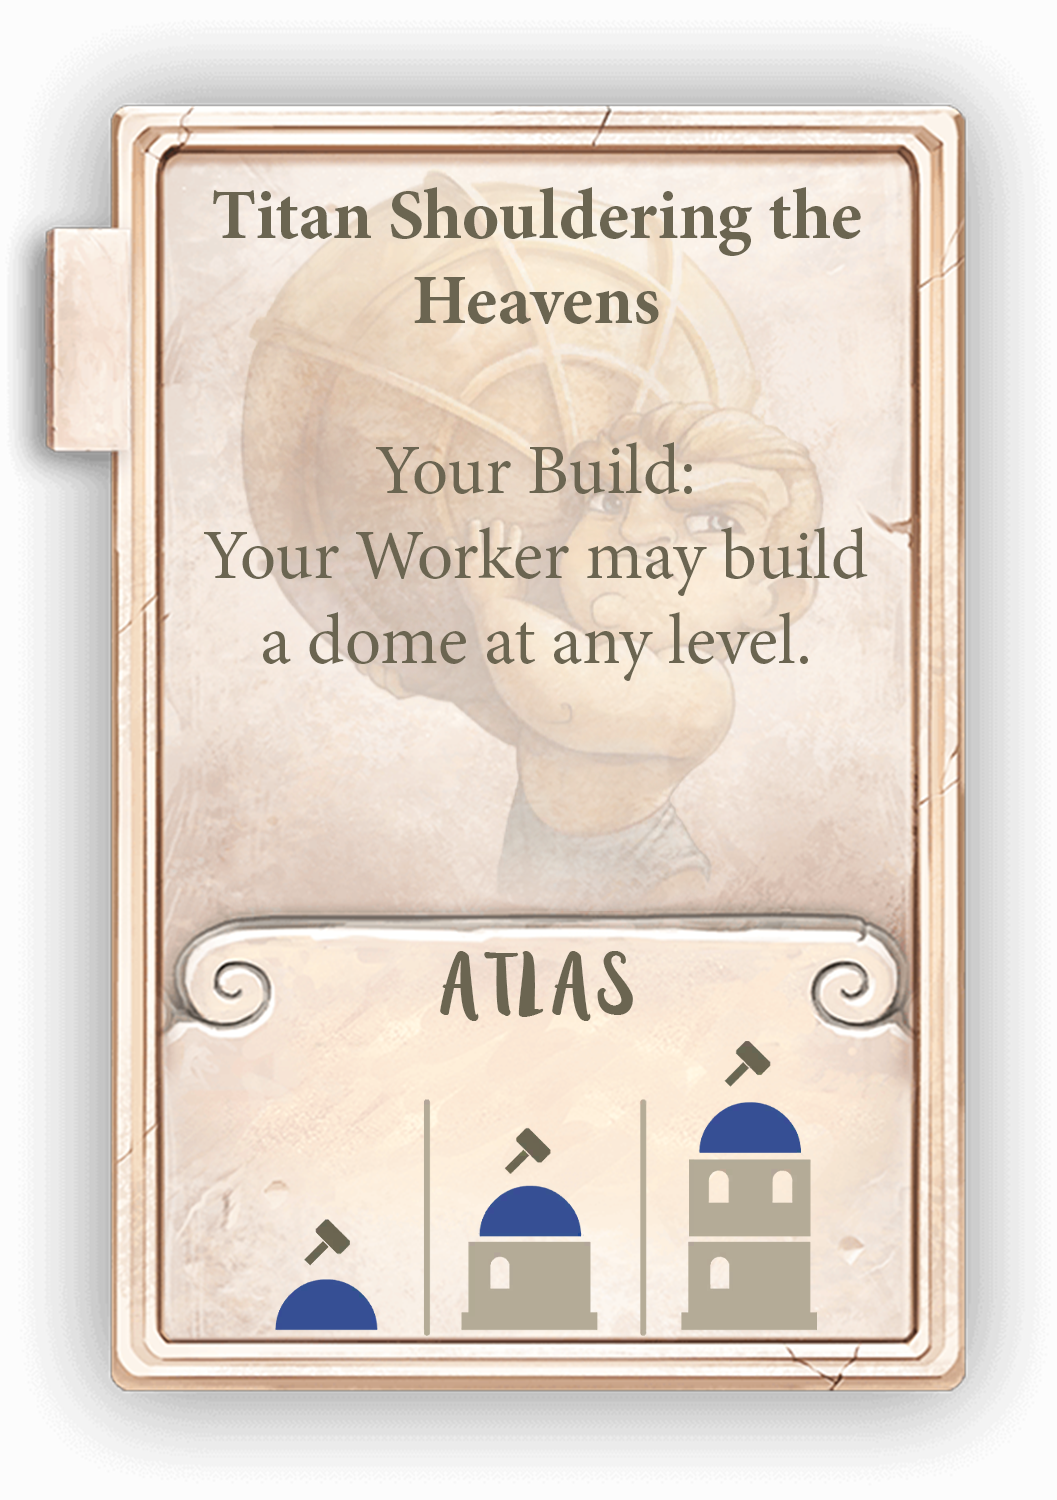 Titan Shouldering the
Heavens
Your Build:
Your Worker may build
a dome at any level.
ATLAS